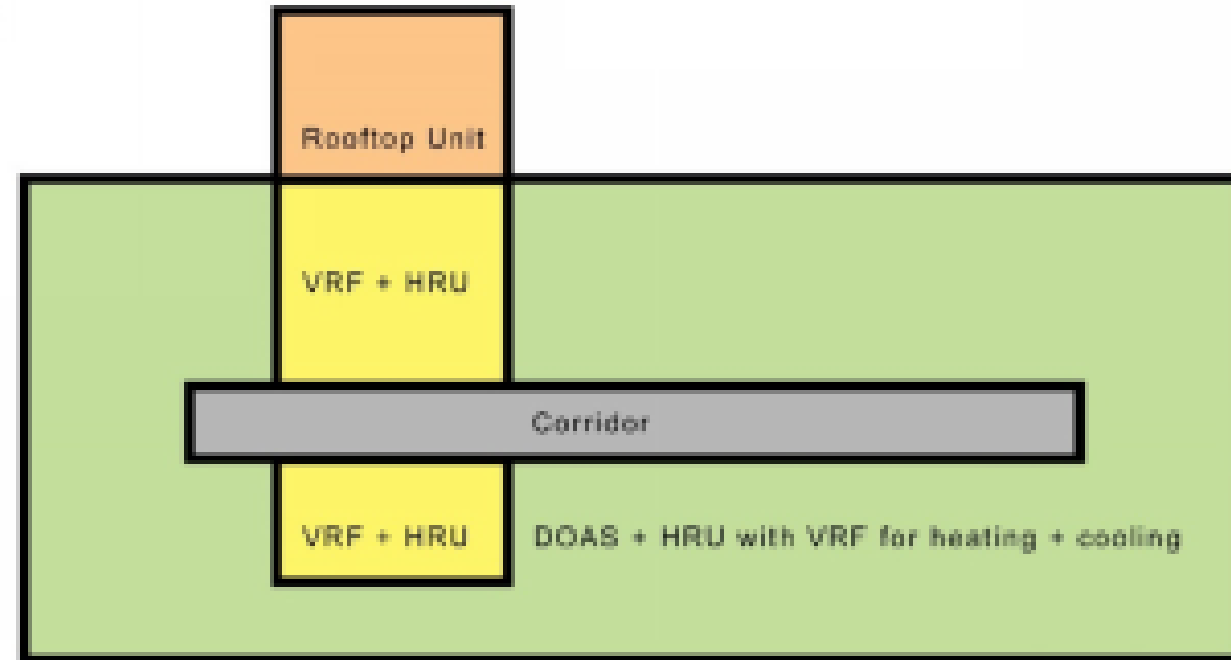 Rooftop Unit
VRF + HRU
Corridor
VRF + HRU
DOAS + HRU with VRF for heating + cooling